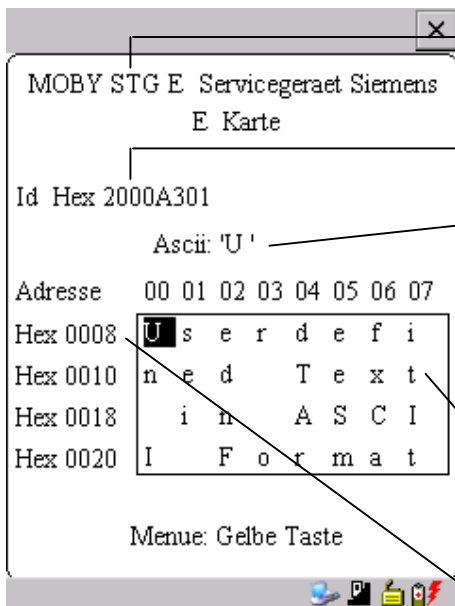 MOBY STG E Servicegeraet Siemens
E Karte
Id Hex 2000A301
Ascii: 'U '
Adresse 00 01 02 03 04 05 06 07
Hex 0008 U s e r d e f i
Hex 0010 n e d T e x t
Hex 0018 i n A S C I
Hex 0020 I F o r m a t
Menue: Gelbe Taste